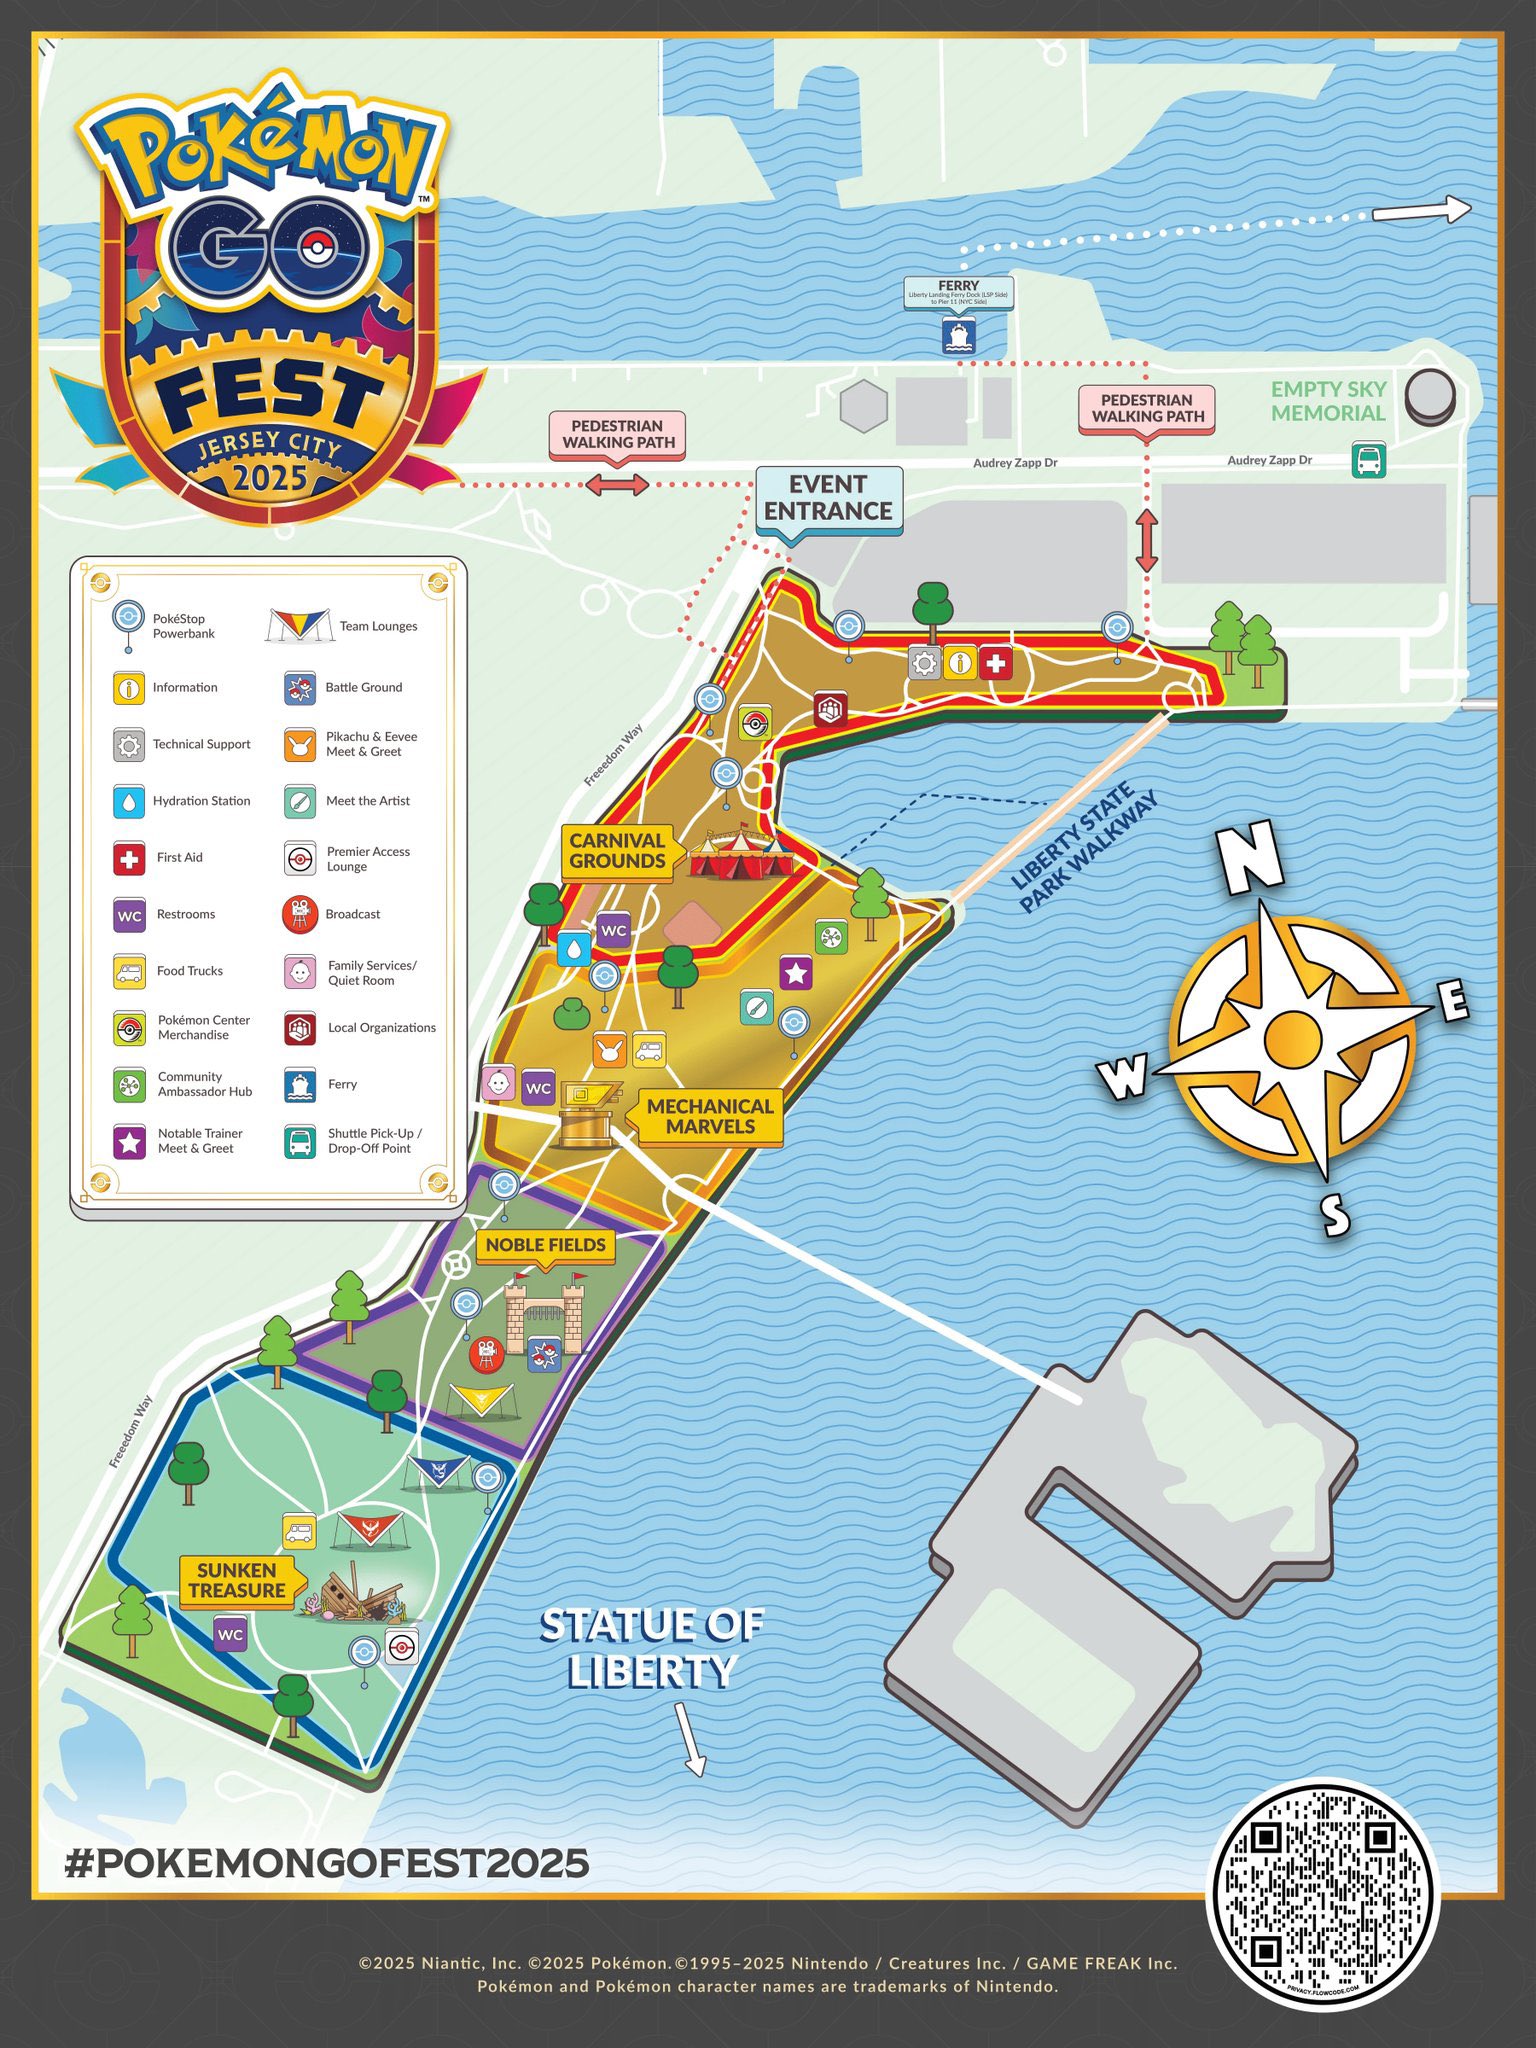 POKÉMON™
GO
FEST
JERSEY CITY
2025
FERRY
Liberty Landing Ferry Dock (LSP Side)
to Pier 11 (NYC Side)
EMPTY SKY
MEMORIAL
PEDESTRIAN
WALKING PATH
PEDESTRIAN
WALKING PATH
Audrey Zapp Dr
Audrey Zapp Dr
EVENT
ENTRANCE
PokéStop
Powerbank
Team Lounges
Information
Battle Ground
Technical Support
Pikachu & Eevee
Meet & Greet
Hydration Station
Meet the Artist
First Aid
Premier Access
Lounge
WC
Restrooms
Broadcast
Food Trucks
Family Services/
Quiet Room
Pokémon Center
Merchandise
Local Organizations
Community
Ambassador Hub
Ferry
Notable Trainer
Meet & Greet
Shuttle Pick-Up /
Drop-Off Point
Freeedom Way
CARNIVAL
GROUNDS
LIBERTY STATE
PARK WALKWAY
WC
N
E
W
S
WC
MECHANICAL
MARVELS
NOBLE FIELDS
Freeedom Way
SUNKEN
TREASURE
WC
STATUE OF
LIBERTY
#POKEMONGOFEST2025
PRIVACY.FLOWCODE.COM
©2025 Niantic, Inc. ©2025 Pokémon. ©1995–2025 Nintendo / Creatures Inc. / GAME FREAK Inc.
Pokémon and Pokémon character names are trademarks of Nintendo.